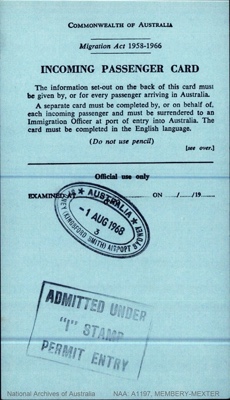 COMMONWEALTH OF AUSTRALIA
Migration Act 1958-1966
INCOMING PASSENGER CARD
The information set-out on the back of this card must
be given by, or for every passenger arriving in Australia.
A separate card must be completed by, or on behalf of,
each incoming passenger and must be surrendered to an
Immigration Officer at port of entry into Australia. The
card must be completed in the English language.
(Do not use pencil)
[see over.]
Official use only
EXAMINED AT ON / /19
AUSTRALIA
-1 AUG 1968
3
SYDNEY (KINGSFORD SMITH) AIRPORT
ADMITTED UNDER
"I" STAMP
PERMIT ENTRY
National Archives of Australia
NAA: A1197, MEMBERY-MEXTER